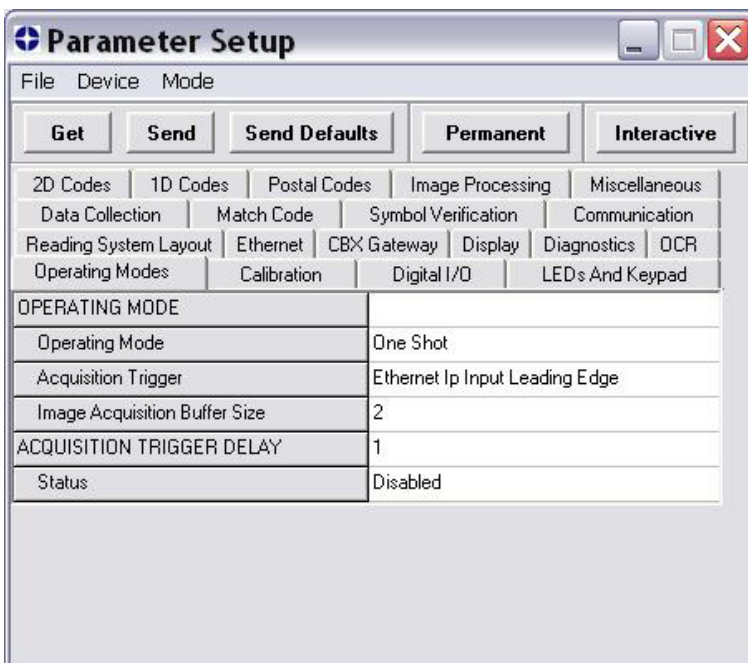 Parameter Setup
File Device Mode
Get Send Send Defaults Permanent Interactive
2D Codes 1D Codes Postal Codes Image Processing Miscellaneous
Data Collection Match Code Symbol Verification Communication
Reading System Layout Ethernet CBX Gateway Display Diagnostics OCR
Operating Modes Calibration Digital I/O LEDs And Keypad
OPERATING MODE
Operating Mode One Shot
Acquisition Trigger Ethernet Ip Input Leading Edge
Image Acquisition Buffer Size 2
ACQUISITION TRIGGER DELAY 1
Status Disabled